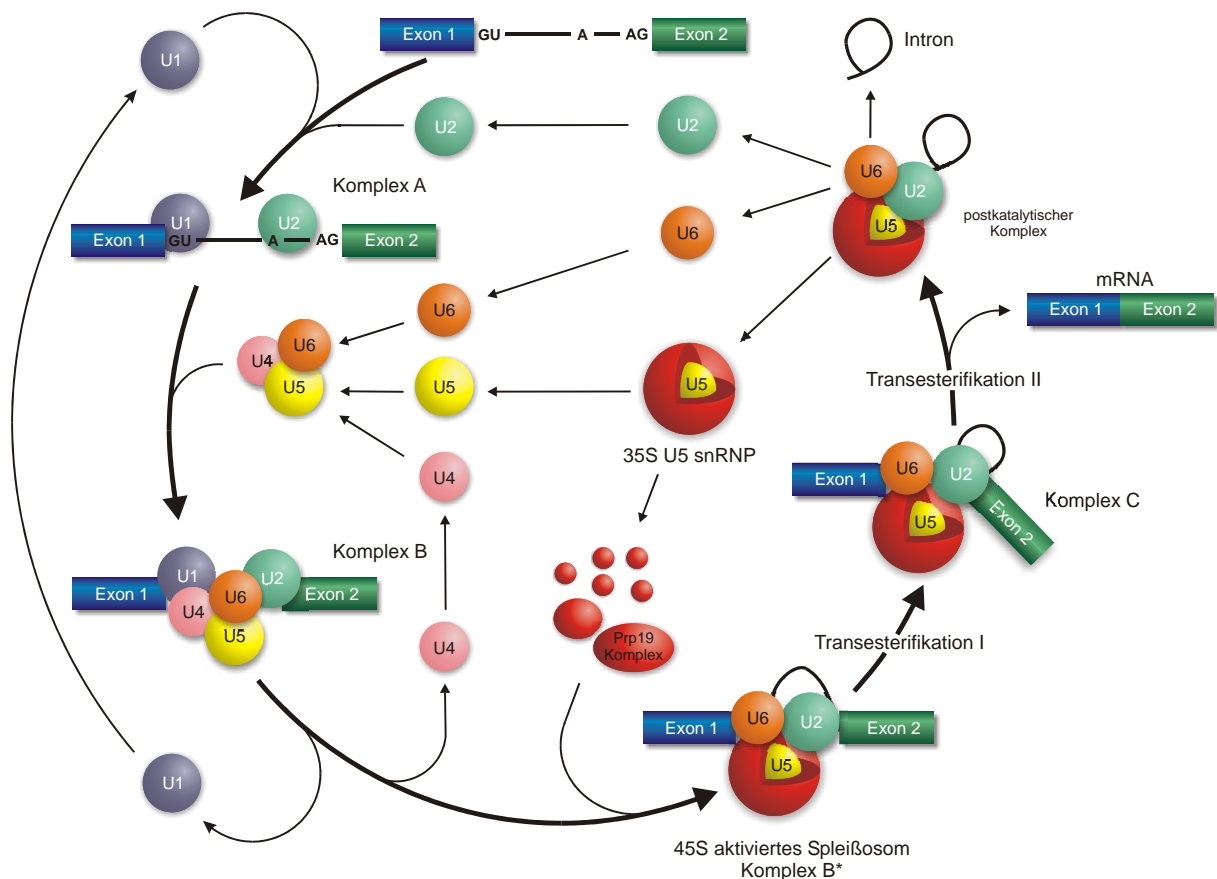 Exon 1 GU A AG Exon 2
U1
Intron
U2
U2
U6
U2
U5
postkatalytischer
Komplex
Komplex A
U1
U2
Exon 1
GU
A
AG
Exon 2
U6
mRNA
Exon 1
Exon 2
U6
U6
U4
U5
U5
U5
Transesterifikation II
35S U5 snRNP
U4
Exon 1
U6
U2
U5
Exon 2
Komplex C
Komplex B
Exon 1
U1
U2
U4
U6
U5
Exon 2
U4
Prp19
Komplex
Transesterifikation I
Exon 1
U6
U2
U5
Exon 2
U1
45S aktiviertes Spleißosom
Komplex B*